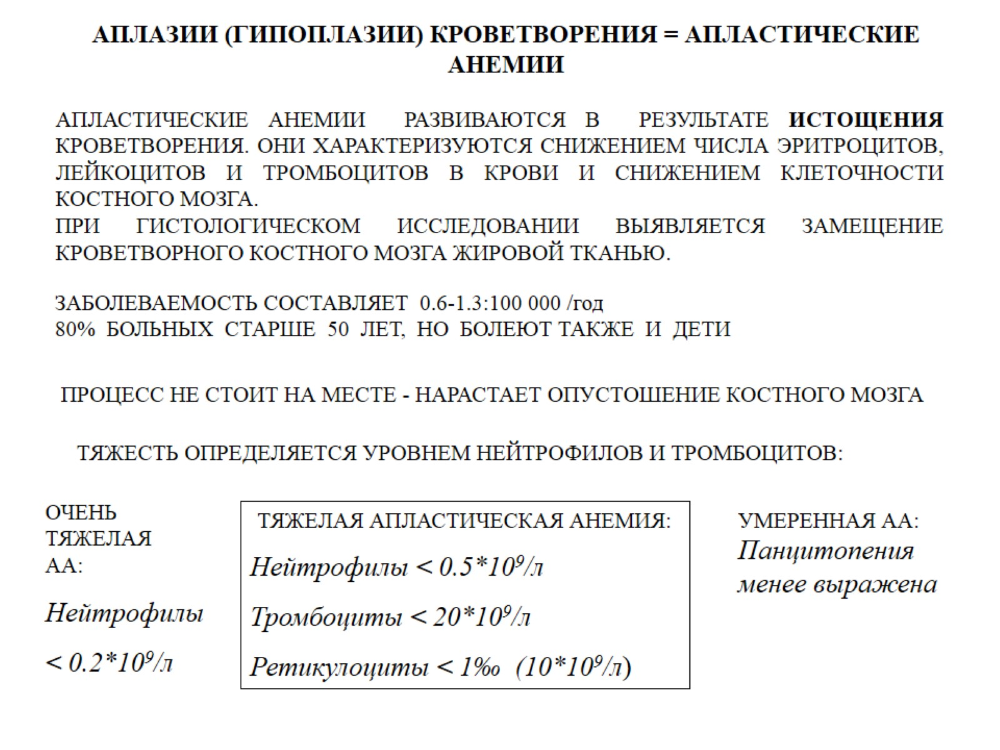 АПЛАЗИИ (ГИПОПЛАЗИИ) КРОВЕТВОРЕНИЯ = АПЛАСТИЧЕСКИЕ
АНЕМИИ
АПЛАСТИЧЕСКИЕ АНЕМИИ РАЗВИВАЮТСЯ В РЕЗУЛЬТАТЕ ИСТОЩЕНИЯ
КРОВЕТВОРЕНИЯ. ОНИ ХАРАКТЕРИЗУЮТСЯ СНИЖЕНИЕМ ЧИСЛА ЭРИТРОЦИТОВ,
ЛЕЙКОЦИТОВ И ТРОМБОЦИТОВ В КРОВИ И СНИЖЕНИЕМ КЛЕТОЧНОСТИ
КОСТНОГО МОЗГА.
ПРИ ГИСТОЛОГИЧЕСКОМ ИССЛЕДОВАНИИ ВЫЯВЛЯЕТСЯ ЗАМЕЩЕНИЕ
КРОВЕТВОРНОГО КОСТНОГО МОЗГА ЖИРОВОЙ ТКАНЬЮ.
ЗАБОЛЕВАЕМОСТЬ СОСТАВЛЯЕТ 0.6-1.3:100 000 /год
80% БОЛЬНЫХ СТАРШЕ 50 ЛЕТ, НО БОЛЕЮТ ТАКЖЕ И ДЕТИ
ПРОЦЕСС НЕ СТОИТ НА МЕСТЕ - НАРАСТАЕТ ОПУСТОШЕНИЕ КОСТНОГО МОЗГА
ТЯЖЕСТЬ ОПРЕДЕЛЯЕТСЯ УРОВНЕМ НЕЙТРОФИЛОВ И ТРОМБОЦИТОВ:
ОЧЕНЬ
ТЯЖЕЛАЯ
АА:
Нейтрофилы
< 0.2*10⁹/л
ТЯЖЕЛАЯ АПЛАСТИЧЕСКАЯ АНЕМИЯ:
Нейтрофилы < 0.5*10⁹/л
Тромбоциты < 20*10⁹/л
Ретикулоциты < 1‰ (10*10⁹/л)
УМЕРЕННАЯ АА:
Панцитопения
менее выражена